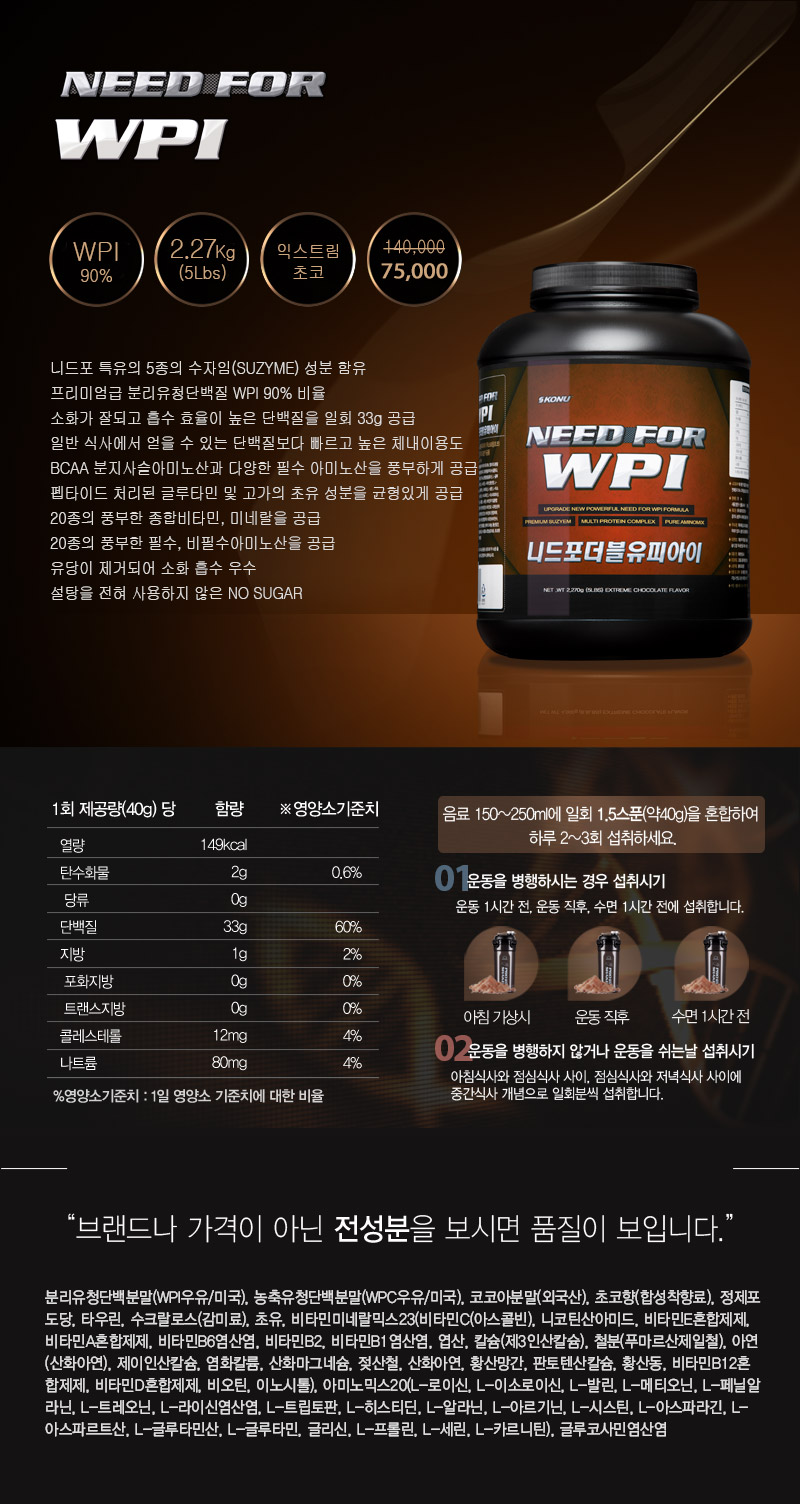 NEED FOR
WPI
WPI
90%
2.27Kg
(5Lbs)
익스트림
초코
140,000
75,000
니드포 특유의 5종의 수자임(SUZYME) 성분 함유
프리미엄급 분리유청단백질 WPI 90% 비율
소화가 잘되고 흡수 효율이 높은 단백질을 일회 33g 공급
일반 식사에서 얻을 수 있는 단백질보다 빠르고 높은 체내이용도
BCAA 분지사슬아미노산과 다양한 필수 아미노산을 풍부하게 공급
펩타이드 처리된 글루타민 및 고가의 초유 성분을 균형있게 공급
20종의 풍부한 종합비타민, 미네랄을 공급
20종의 풍부한 필수, 비필수아미노산을 공급
유당이 제거되어 소화 흡수 우수
설탕을 전혀 사용하지 않은 NO SUGAR
SKONU
NEED FOR
WPI
UPGRADE NEW POWERFUL NEED FOR WPI FORMULA
PREMIUM SUZYEM MULTI PROTEIN COMPLEX PURE AMINOMIX
니드포더블유피아이
NET WT 2,270g (5LBS) EXTREME CHOCOLATE FLAVOR
1회 제공량(40g) 당 함량 ※영양소기준치
열량 149kcal
탄수화물 2g 0.6%
당류 0g
단백질 33g 60%
지방 1g 2%
포화지방 0g 0%
트랜스지방 0g 0%
콜레스테롤 12mg 4%
나트륨 80mg 4%
%영양소기준치 : 1일 영양소 기준치에 대한 비율
음료 150~250ml에 일회 1.5스푼(약40g)을 혼합하여
하루 2~3회 섭취하세요.
01 운동을 병행하시는 경우 섭취시기
운동 1시간 전, 운동 직후, 수면 1시간 전에 섭취합니다.
아침 기상시 운동 직후 수면 1시간 전
02 운동을 병행하지 않거나 운동을 쉬는날 섭취시기
아침식사와 점심식사 사이, 점심식사와 저녁식사 사이에
중간식사 개념으로 일회분씩 섭취합니다.
“브랜드나 가격이 아닌 전성분을 보시면 품질이 보입니다.”
분리유청단백분말(WPI우유/미국), 농축유청단백분말(WPC우유/미국), 코코아분말(외국산), 초코향(합성착향료), 정제포
도당, 타우린, 수크랄로스(감미료), 초유, 비타민미네랄믹스23(비타민C(아스콜빈), 니코틴산아미드, 비타민E혼합제제,
비타민A혼합제제, 비타민B6염산염, 비타민B2, 비타민B1염산염, 엽산, 칼슘(제3인산칼슘), 철분(푸마르산제일철), 아연
(산화아연), 제이인산칼슘, 염화칼륨, 산화마그네슘, 젖산철, 산화아연, 황산망간, 판토텐산칼슘, 황산동, 비타민B12혼
합제제, 비타민D혼합제제, 비오틴, 이노시톨), 아미노믹스20(L-로이신, L-이소로이신, L-발린, L-메티오닌, L-페닐알
라닌, L-트레오닌, L-라이신염산염, L-트립토판, L-히스티딘, L-알라닌, L-아르기닌, L-시스틴, L-아스파라긴, L-
아스파르트산, L-글루타민산, L-글루타민, 글리신, L-프롤린, L-세린, L-카르니틴), 글루코사민염산염